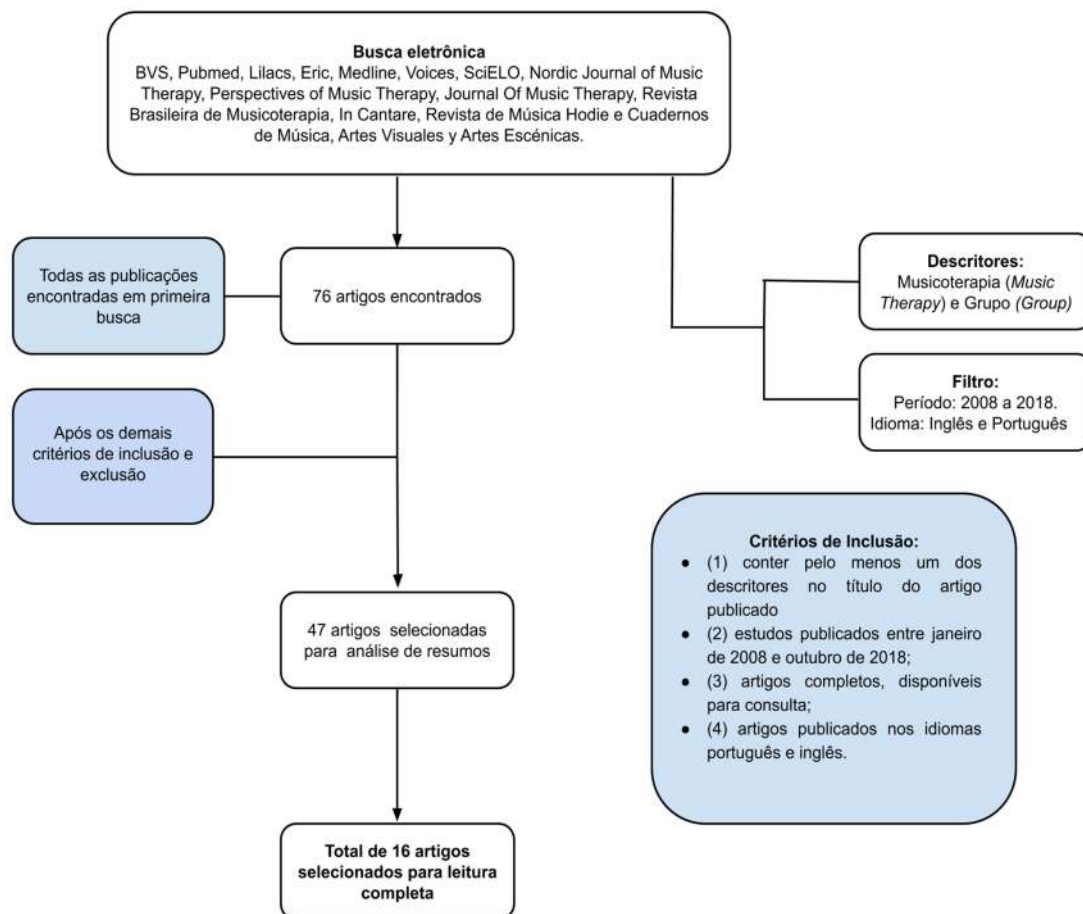 Busca eletrônica
BVS, Pubmed, Lilacs, Eric, Medline, Voices, SciELO, Nordic Journal of Music
Therapy, Perspectives of Music Therapy, Journal Of Music Therapy, Revista
Brasileira de Musicoterapia, In Cantare, Revista de Música Hodie e Cuadernos
de Música, Artes Visuales y Artes Escénicas.
Todas as publicações
encontradas em primeira
busca
76 artigos encontrados
Descritores:
Musicoterapia (Music
Therapy) e Grupo (Group)
Filtro:
Período: 2008 a 2018.
Idioma: Inglês e Português
Após os demais
critérios de inclusão e
exclusão
47 artigos selecionadas
para análise de resumos
Critérios de Inclusão:
● (1) conter pelo menos um dos
descritores no título do artigo
publicado
● (2) estudos publicados entre janeiro
de 2008 e outubro de 2018;
● (3) artigos completos, disponíveis
para consulta;
● (4) artigos publicados nos idiomas
português e inglês.
Total de 16 artigos
selecionados para leitura
completa